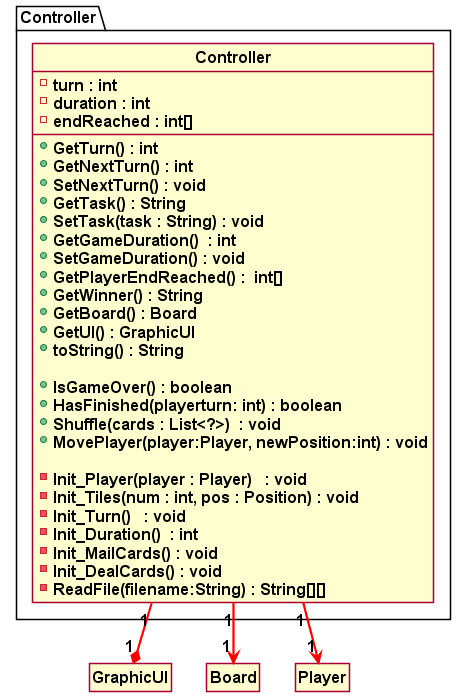 Controller
Controller
turn : int
duration : int
endReached : int[]
GetTurn() : int
GetNextTurn() : int
SetNextTurn() : void
GetTask() : String
SetTask(task : String) : void
GetGameDuration()  : int
SetGameDuration() : void
GetPlayerEndReached() :  int[]
GetWinner() : String
GetBoard() : Board
GetUI() : GraphicUI
toString() : String
IsGameOver() : boolean
HasFinished(playerturn: int) : boolean
Shuffle(cards : List<?>)  : void
MovePlayer(player:Player, newPosition:int) : void
Init_Player(player : Player)   : void
Init_Tiles(num : int, pos : Position) : void
Init_Turn()   : void
Init_Duration()  : int
Init_MailCards() : void
Init_DealCards() : void
ReadFile(filename:String) : String[][]
1 1 1
1 1 1
GraphicUI Board Player